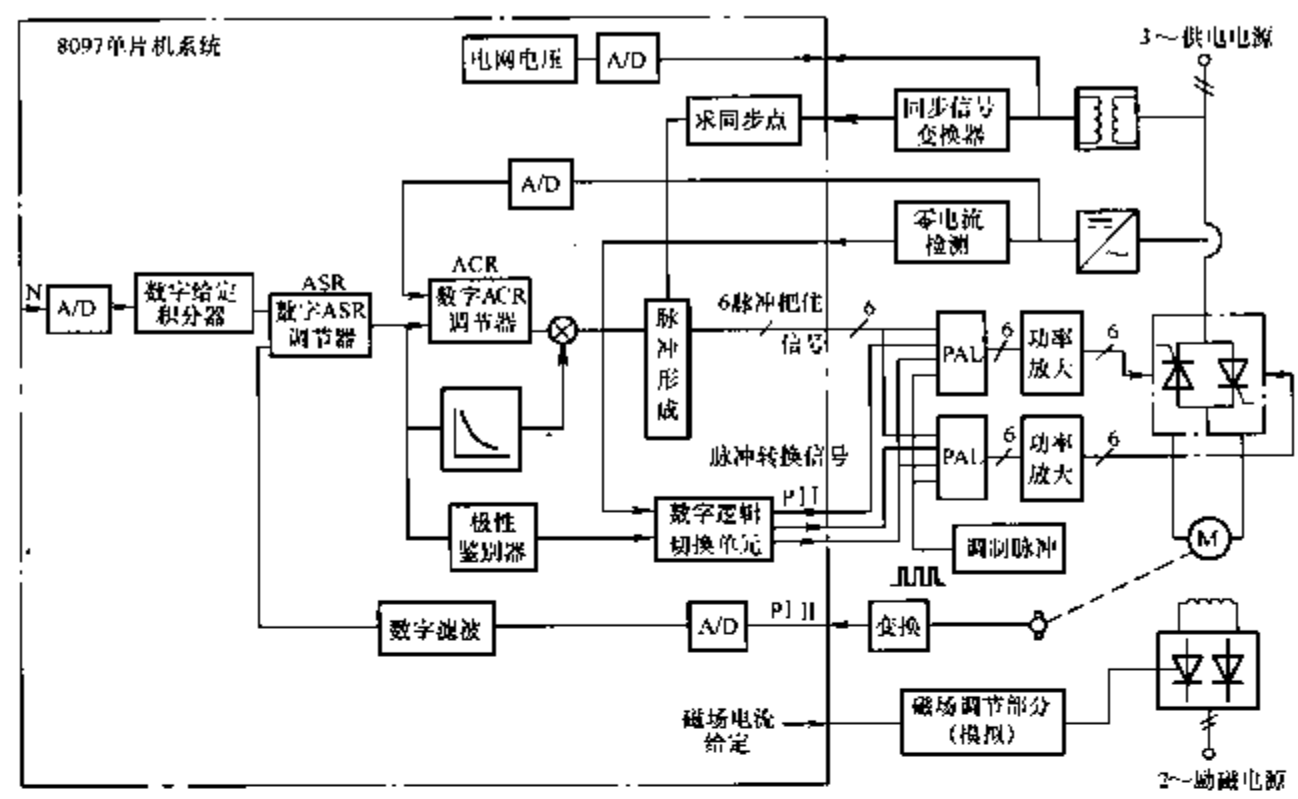 8097单片机系统
3～供电电源
电网电压
A/D
求同步点
同步信号
变换器
A/D
零电流
检测
N
A/D
数字给定
积分器
ASR
数字ASR
调节器
ACR
数字ACR
调节器
脉
冲
形
成
6脉冲把住
信号
6
PAL
6
功率
放大
6
脉冲转换信号
PAL
6
功率
放大
6
极性
鉴别器
数字逻辑
切换单元
调制脉冲
M
数字滤波
A/D
变换
磁场电流
给定
磁场调节部分
（模拟）
2～励磁电源